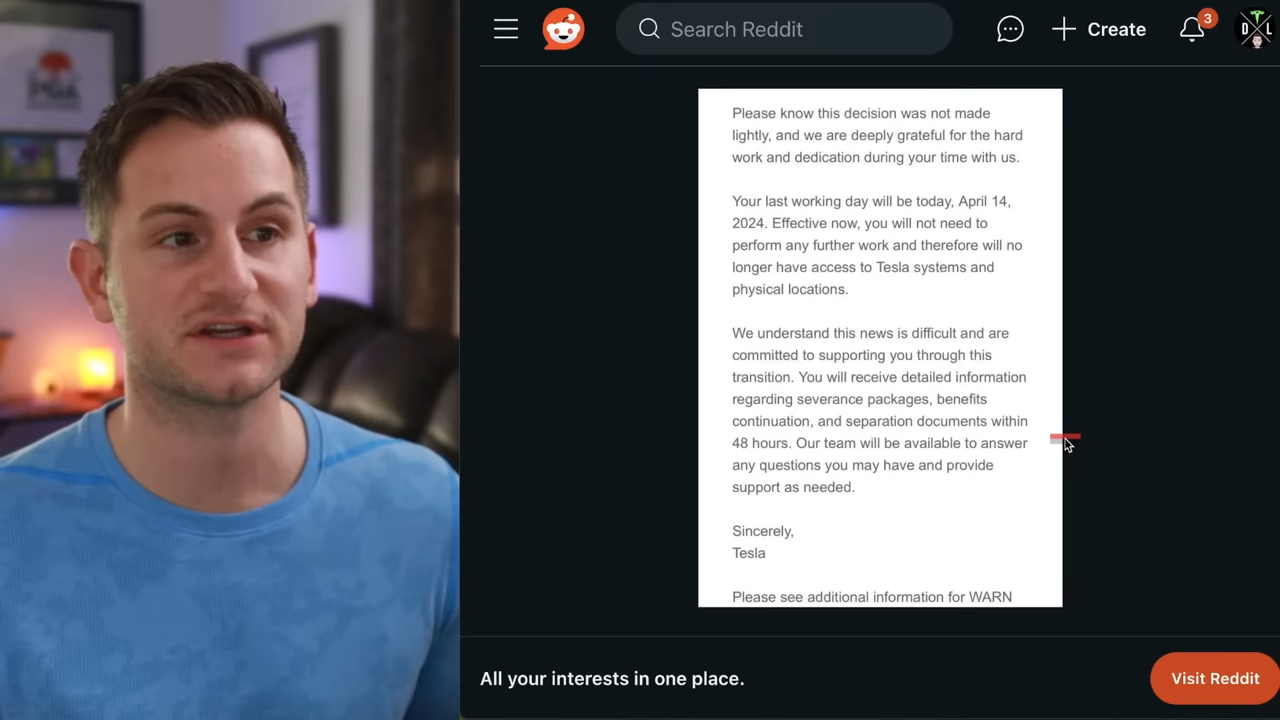 PGA
Search Reddit
Create
3
D L
Please know this decision was not made
lightly, and we are deeply grateful for the hard
work and dedication during your time with us.
Your last working day will be today, April 14,
2024. Effective now, you will not need to
perform any further work and therefore will no
longer have access to Tesla systems and
physical locations.
We understand this news is difficult and are
committed to supporting you through this
transition. You will receive detailed information
regarding severance packages, benefits
continuation, and separation documents within
48 hours. Our team will be available to answer
any questions you may have and provide
support as needed.
Sincerely,
Tesla
Please see additional information for WARN
All your interests in one place.
Visit Reddit